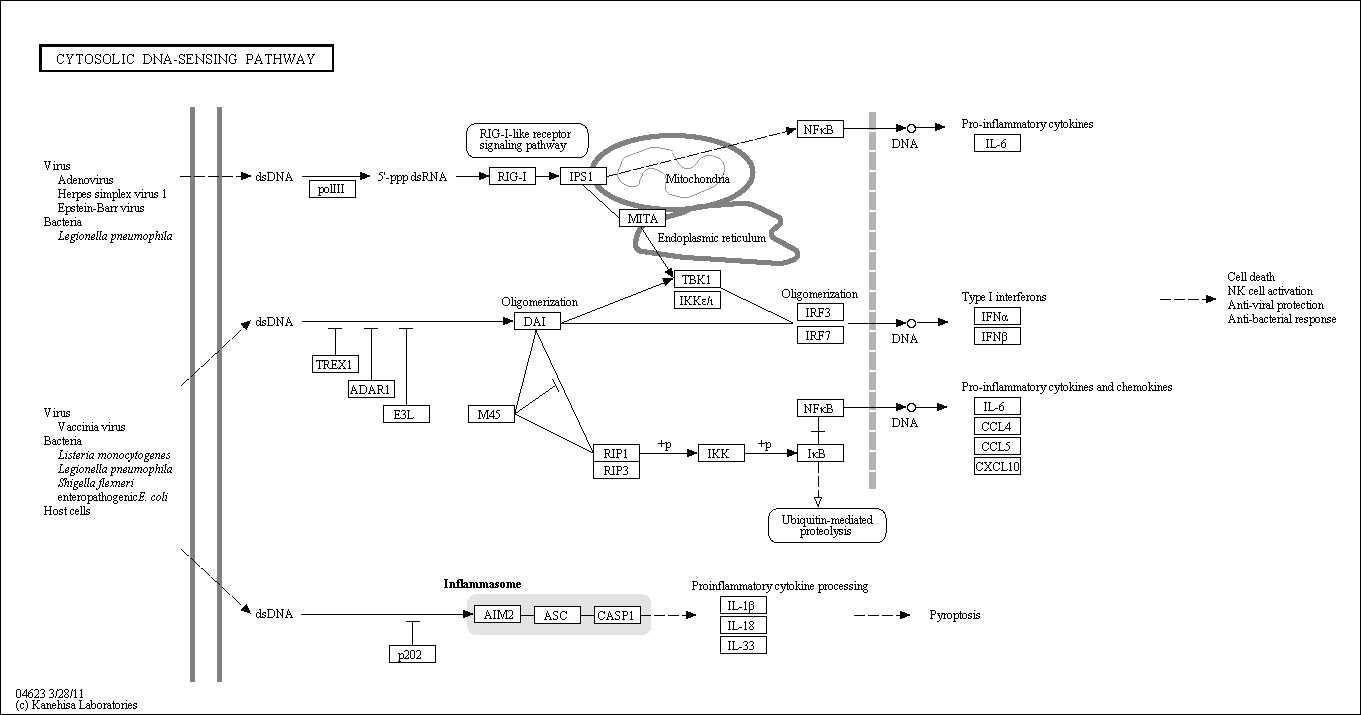 CYTOSOLIC DNA-SENSING PATHWAY
RIG-I-like receptor
signaling pathway
NFκB
DNA
Pro-inflammatory cytokines
IL-6
Virus
Adenovirus
Herpes simplex virus 1
Epstein-Barr virus
Bacteria
Legionella pneumophila
dsDNA
polIII
5'-ppp dsRNA
RIG-I
IPS1
Mitochondria
MITA
Endoplasmic reticulum
TBK1
IKKε/ι
Oligomerization
IRF3
IRF7
DNA
Type I interferons
IFNα
IFNβ
Cell death
NK cell activation
Anti-viral protection
Anti-bacterial response
dsDNA
Oligomerization
DAI
TREX1
ADAR1
E3L
M45
Virus
Vaccinia virus
Bacteria
Listeria monocytogenes
Legionella pneumophila
Shigella flexneri
enteropathogenicE. coli
Host cells
RIP1
RIP3
+p
IKK
+p
IκB
NFκB
DNA
Pro-inflammatory cytokines and chemokines
IL-6
CCL4
CCL5
CXCL10
Ubiquitin-mediated
proteolysis
dsDNA
p202
Inflammasome
AIM2
ASC
CASP1
Proinflammatory cytokine processing
IL-1β
IL-18
IL-33
Pyroptosis
04623 3/28/11
(c) Kanehisa Laboratories